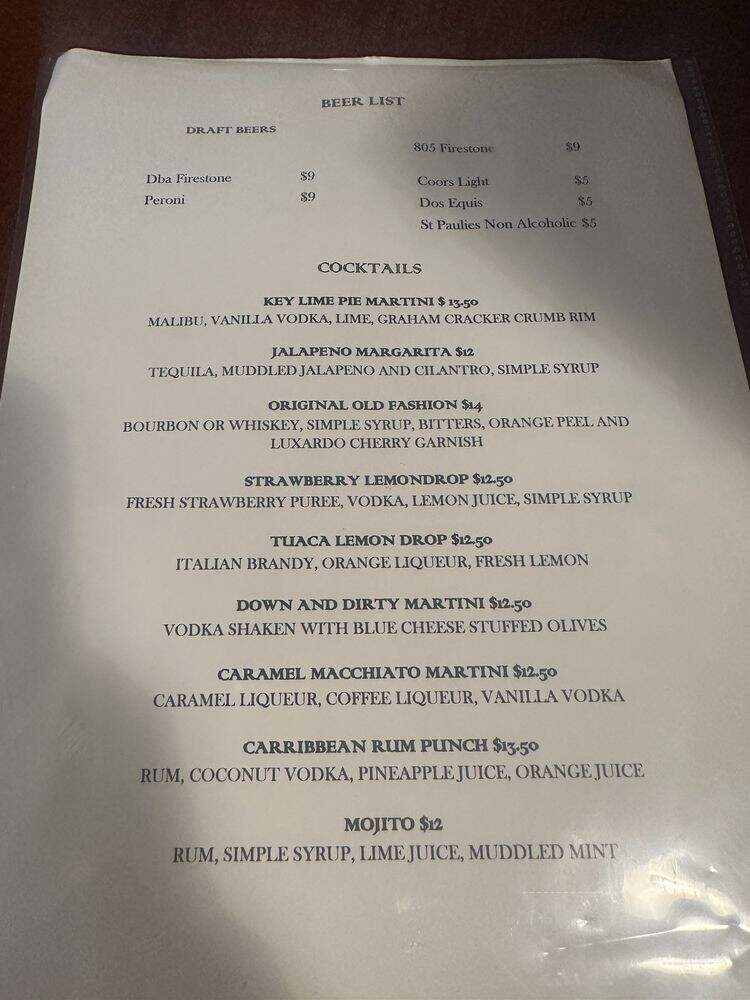 BEER LIST
DRAFT BEERS
805 Firestone $9
Dba Firestone $9
Coors Light $5
Peroni $9
Dos Equis $5
St Paulies Non Alcoholic $5
COCKTAILS
KEY LIME PIE MARTINI $ 13.50
MALIBU, VANILLA VODKA, LIME, GRAHAM CRACKER CRUMB RIM
JALAPENO MARGARITA $12
TEQUILA, MUDDLED JALAPENO AND CILANTRO, SIMPLE SYRUP
ORIGINAL OLD FASHION $14
BOURBON OR WHISKEY, SIMPLE SYRUP, BITTERS, ORANGE PEEL AND
LUXARDO CHERRY GARNISH
STRAWBERRY LEMONDROP $12.50
FRESH STRAWBERRY PUREE, VODKA, LEMON JUICE, SIMPLE SYRUP
TUACA LEMON DROP $12.50
ITALIAN BRANDY, ORANGE LIQUEUR, FRESH LEMON
DOWN AND DIRTY MARTINI $12.50
VODKA SHAKEN WITH BLUE CHEESE STUFFED OLIVES
CARAMEL MACCHIATO MARTINI $12.50
CARAMEL LIQUEUR, COFFEE LIQUEUR, VANILLA VODKA
CARRIBBEAN RUM PUNCH $13.50
RUM, COCONUT VODKA, PINEAPPLE JUICE, ORANGE JUICE
MOJITO $12
RUM, SIMPLE SYRUP, LIME JUICE, MUDDLED MINT